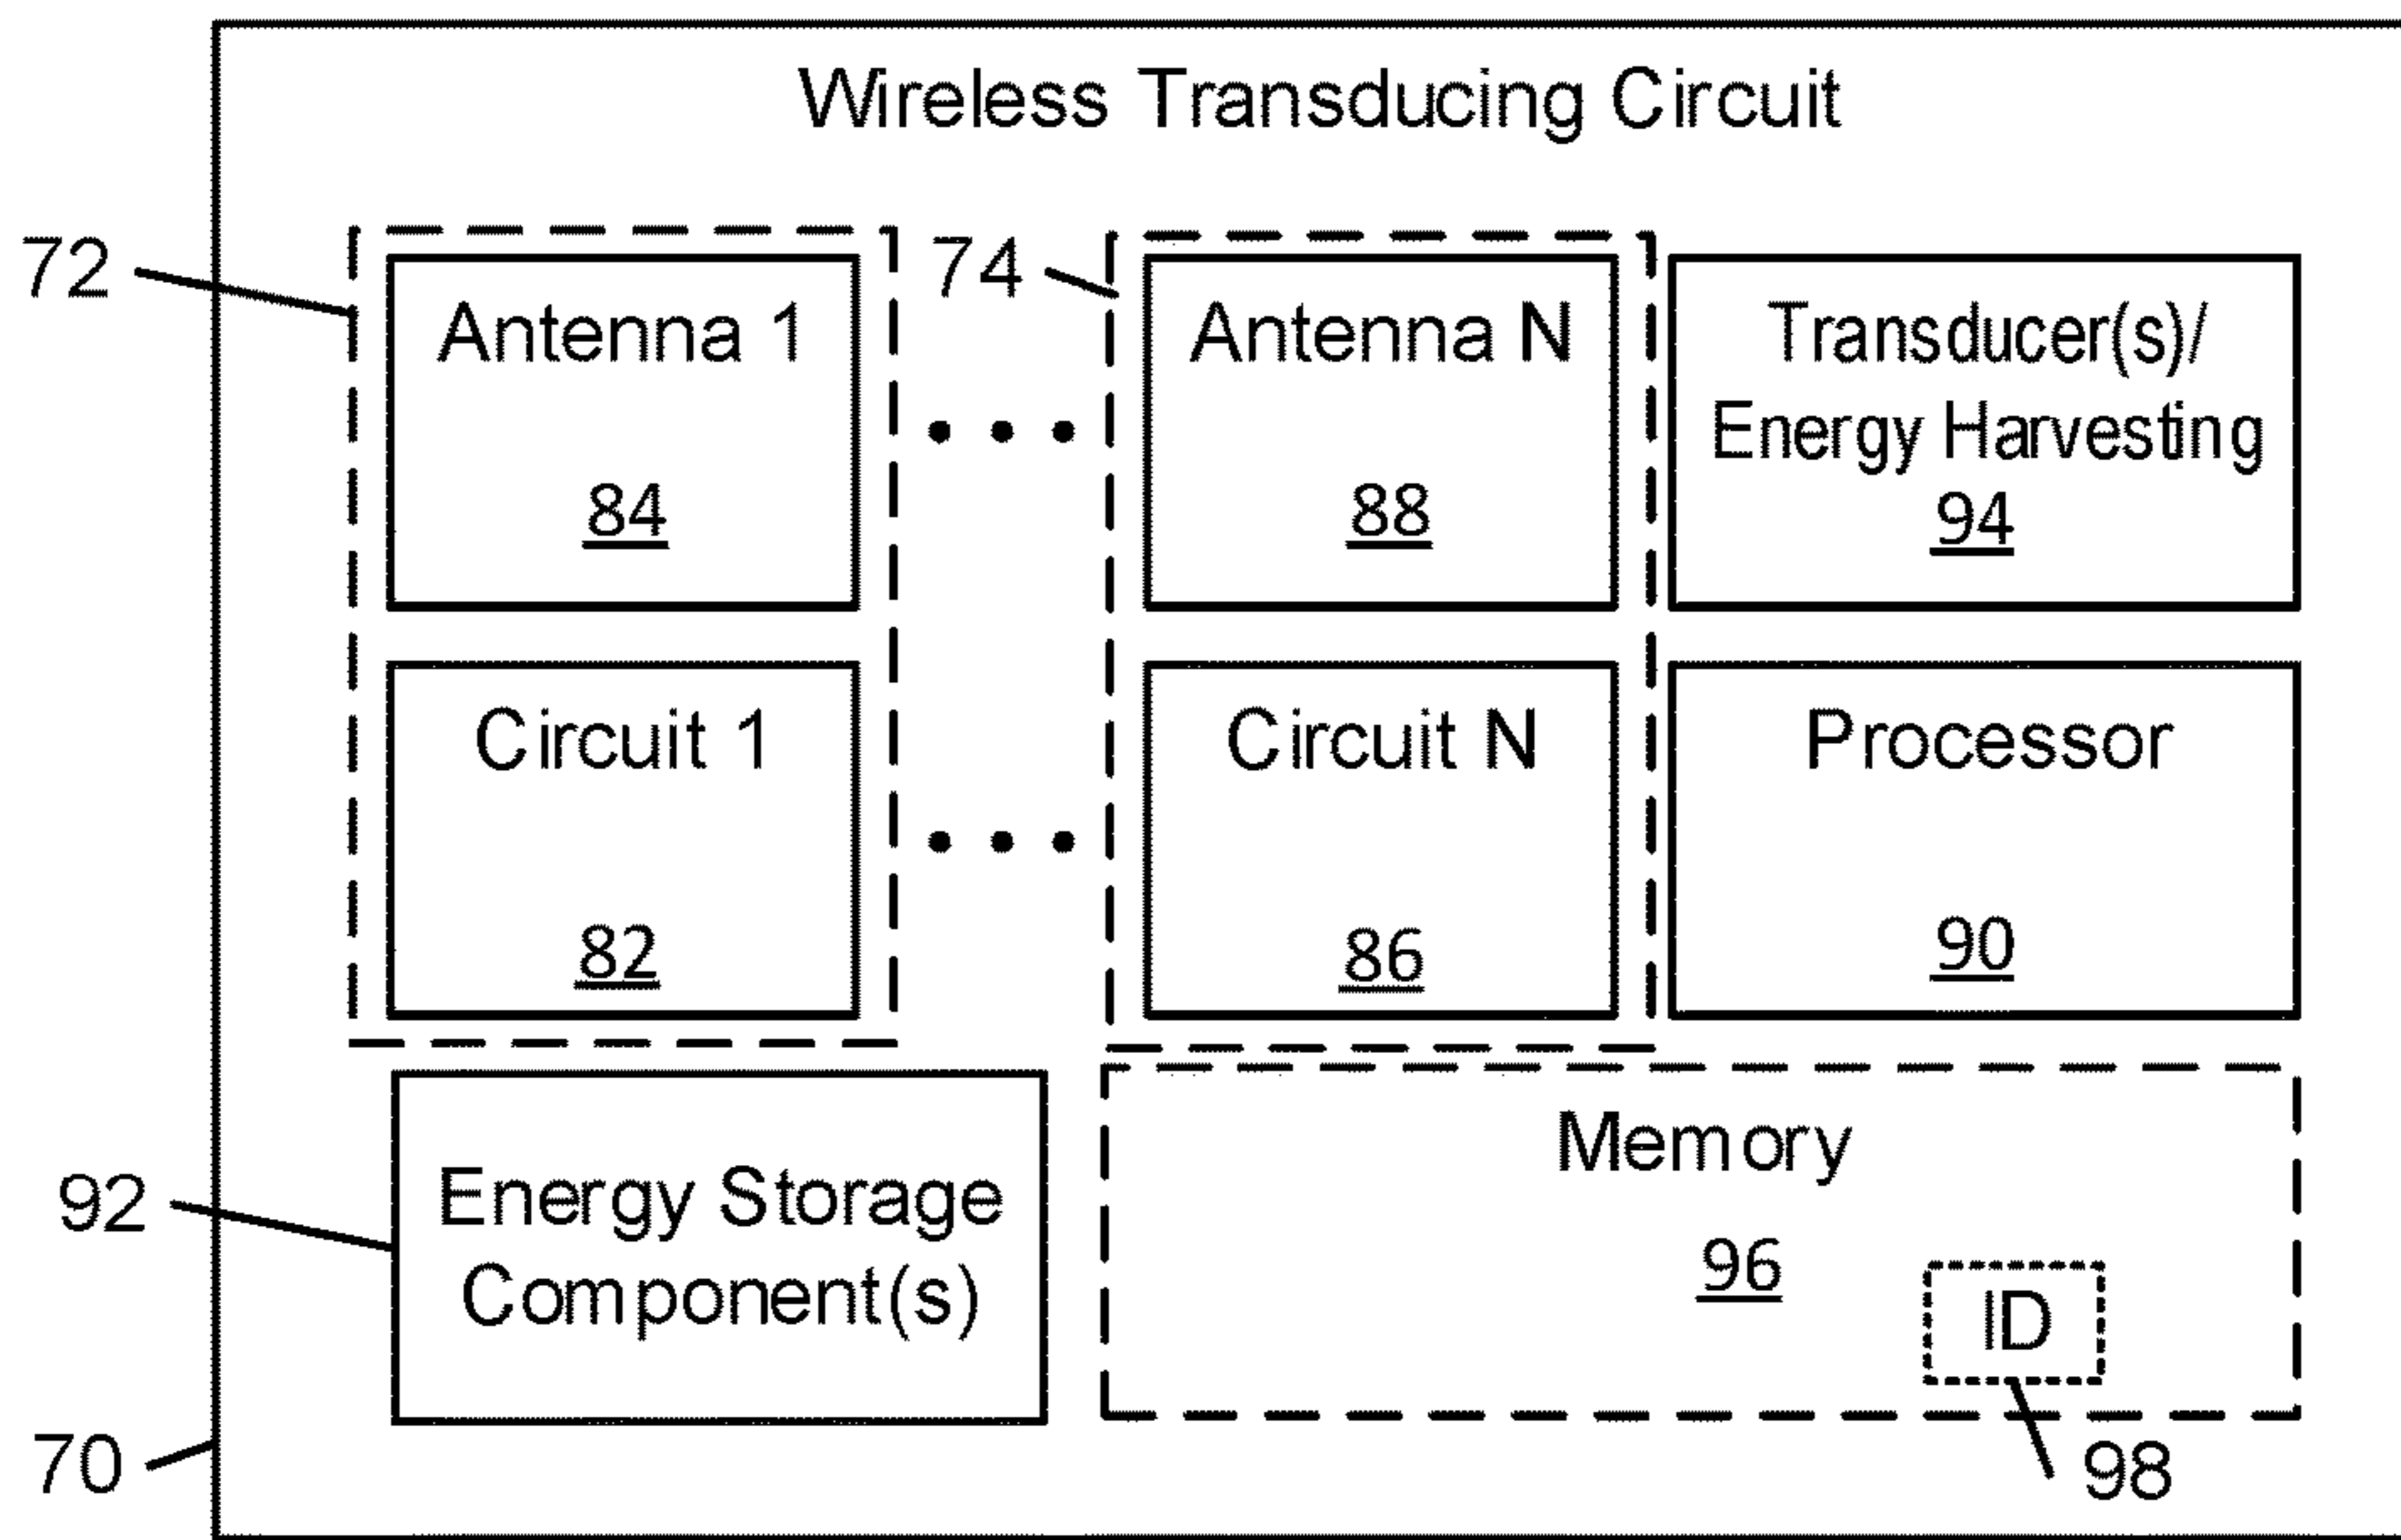 Wireless Transducing Circuit
72
74
Antenna 1
84
Antenna N
88
Transducer(s)/
Energy Harvesting
94
Circuit 1
82
Circuit N
86
Processor
90
92
Energy Storage
Component(s)
Memory
96
ID
70
98